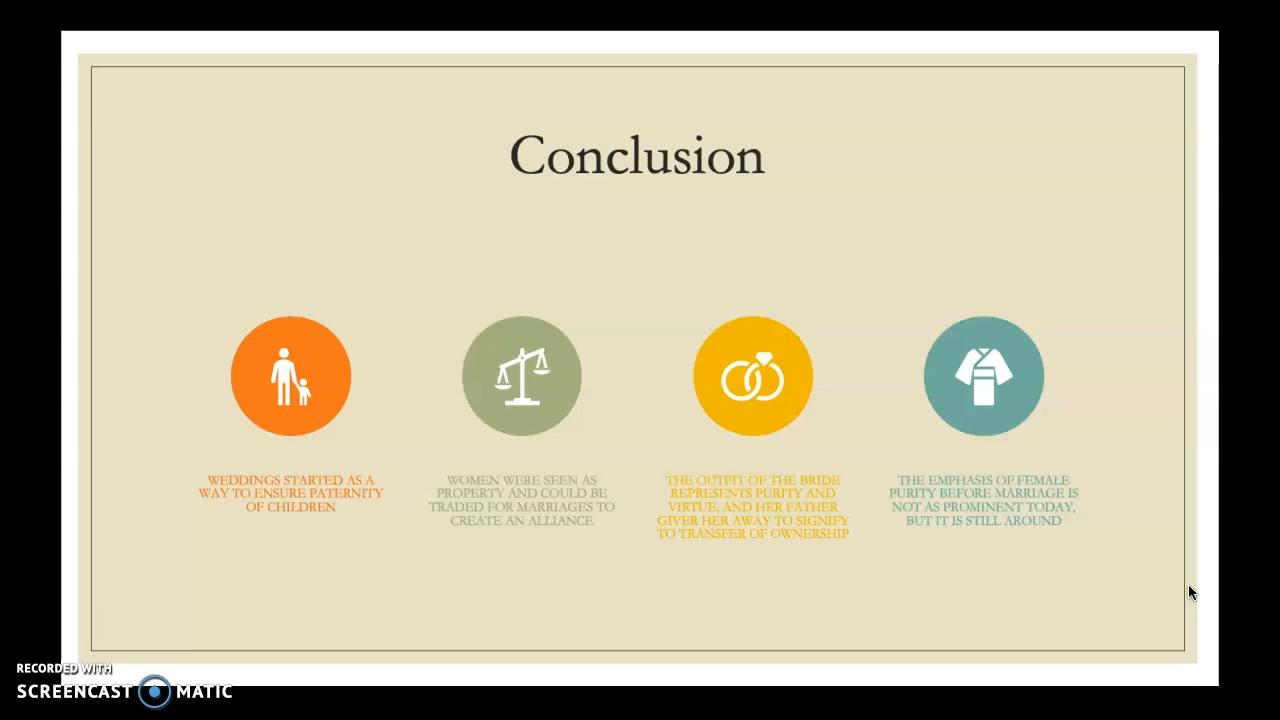 Conclusion
WEDDINGS STARTED AS A
WAY TO ENSURE PATERNITY
OF CHILDREN
WOMEN WERE SEEN AS
PROPERTY AND COULD BE
TRADED FOR MARRIAGES TO
CREATE AN ALLIANCE
THE OUTFIT OF THE BRIDE
REPRESENTS PURITY AND
VIRTUE, AND HER FATHER
GIVER HER AWAY TO SIGNIFY
TO TRANSFER OF OWNERSHIP
THE EMPHASIS OF FEMALE
PURITY BEFORE MARRIAGE IS
NOT AS PROMINENT TODAY,
BUT IT IS STILL AROUND
RECORDED WITH
SCREENCAST MATIC